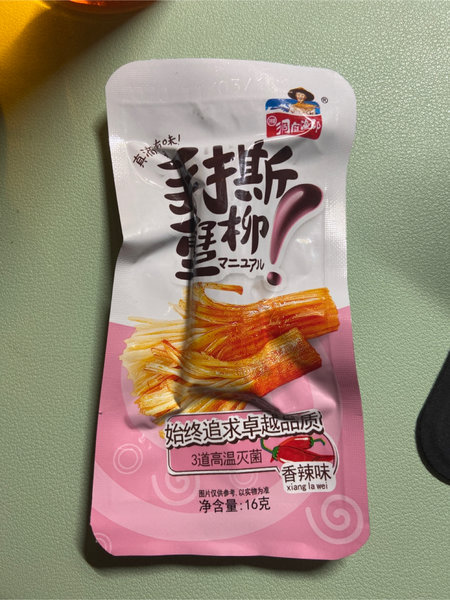 真滴有味!
手撕
蟹柳!
マニュアル
始终追求卓越品质
3道高温灭菌
香辣味
xiang la wei
图片仅供参考.以实物为准
净含量:16克
®